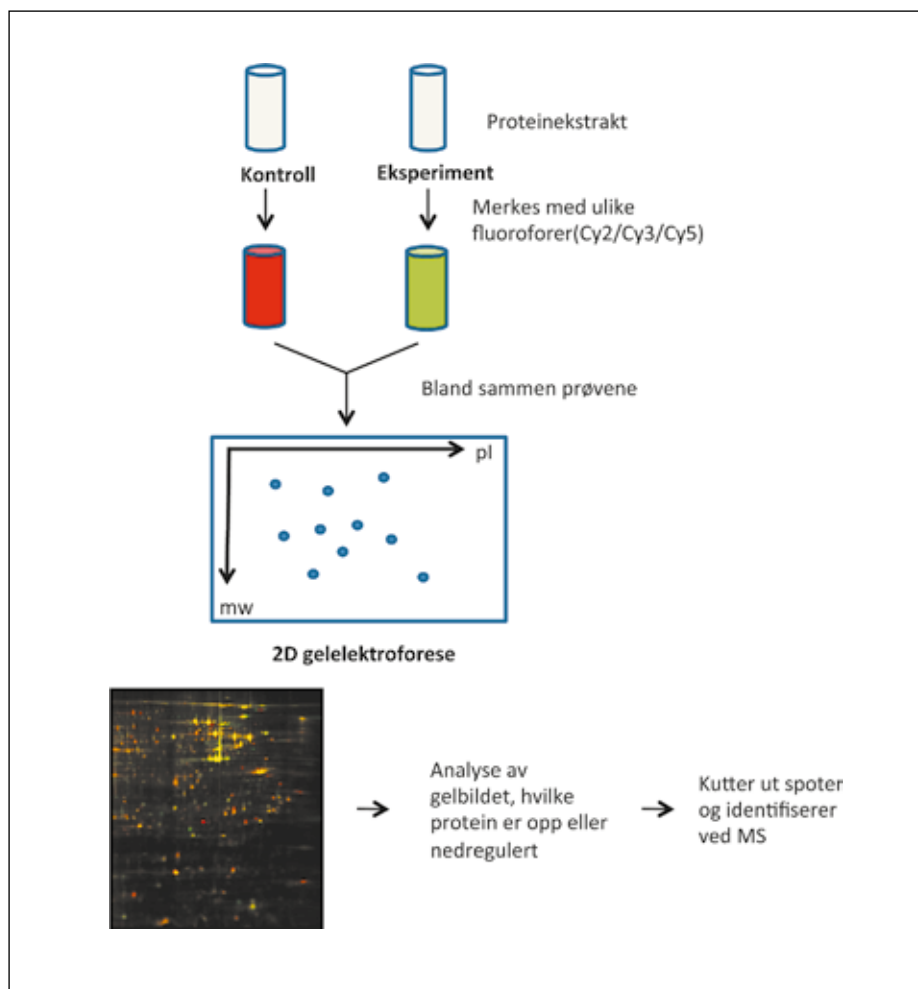 Proteinekstrakt
Kontroll
Eksperiment
Merkes med ulike
fluoroforer(Cy2/Cy3/Cy5)
Bland sammen prøvene
pI
mw
2D gelelektroforese
Analyse av
gelbildet, hvilke
protein er opp eller
nedregulert
Kutter ut spoter
og identifiserer
ved MS